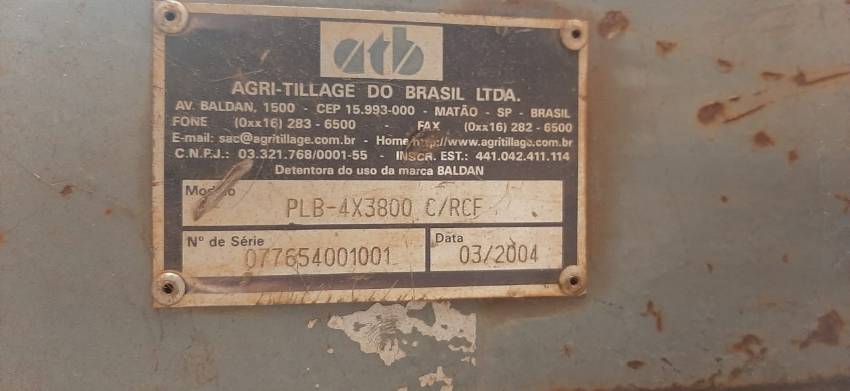 atb
AGRI-TILLAGE DO BRASIL LTDA.
AV. BALDAN, 1500 - CEP 15.993-000 - MATÃO - SP - BRASIL
FONE (0xx16) 283 - 6500 - FAX (0xx16) 282 - 6500
E-mail: sac@agritillage.com.br - Home http://www.agritillage.com.br
C.N.P.J.: 03.321.768/0001-55 - INSCR. EST.: 441.042.411.114
Detentora do uso da marca BALDAN
Modelo
PLB-4X3800 C/RCF
Nº de Série
077654001001
Data
03/2004